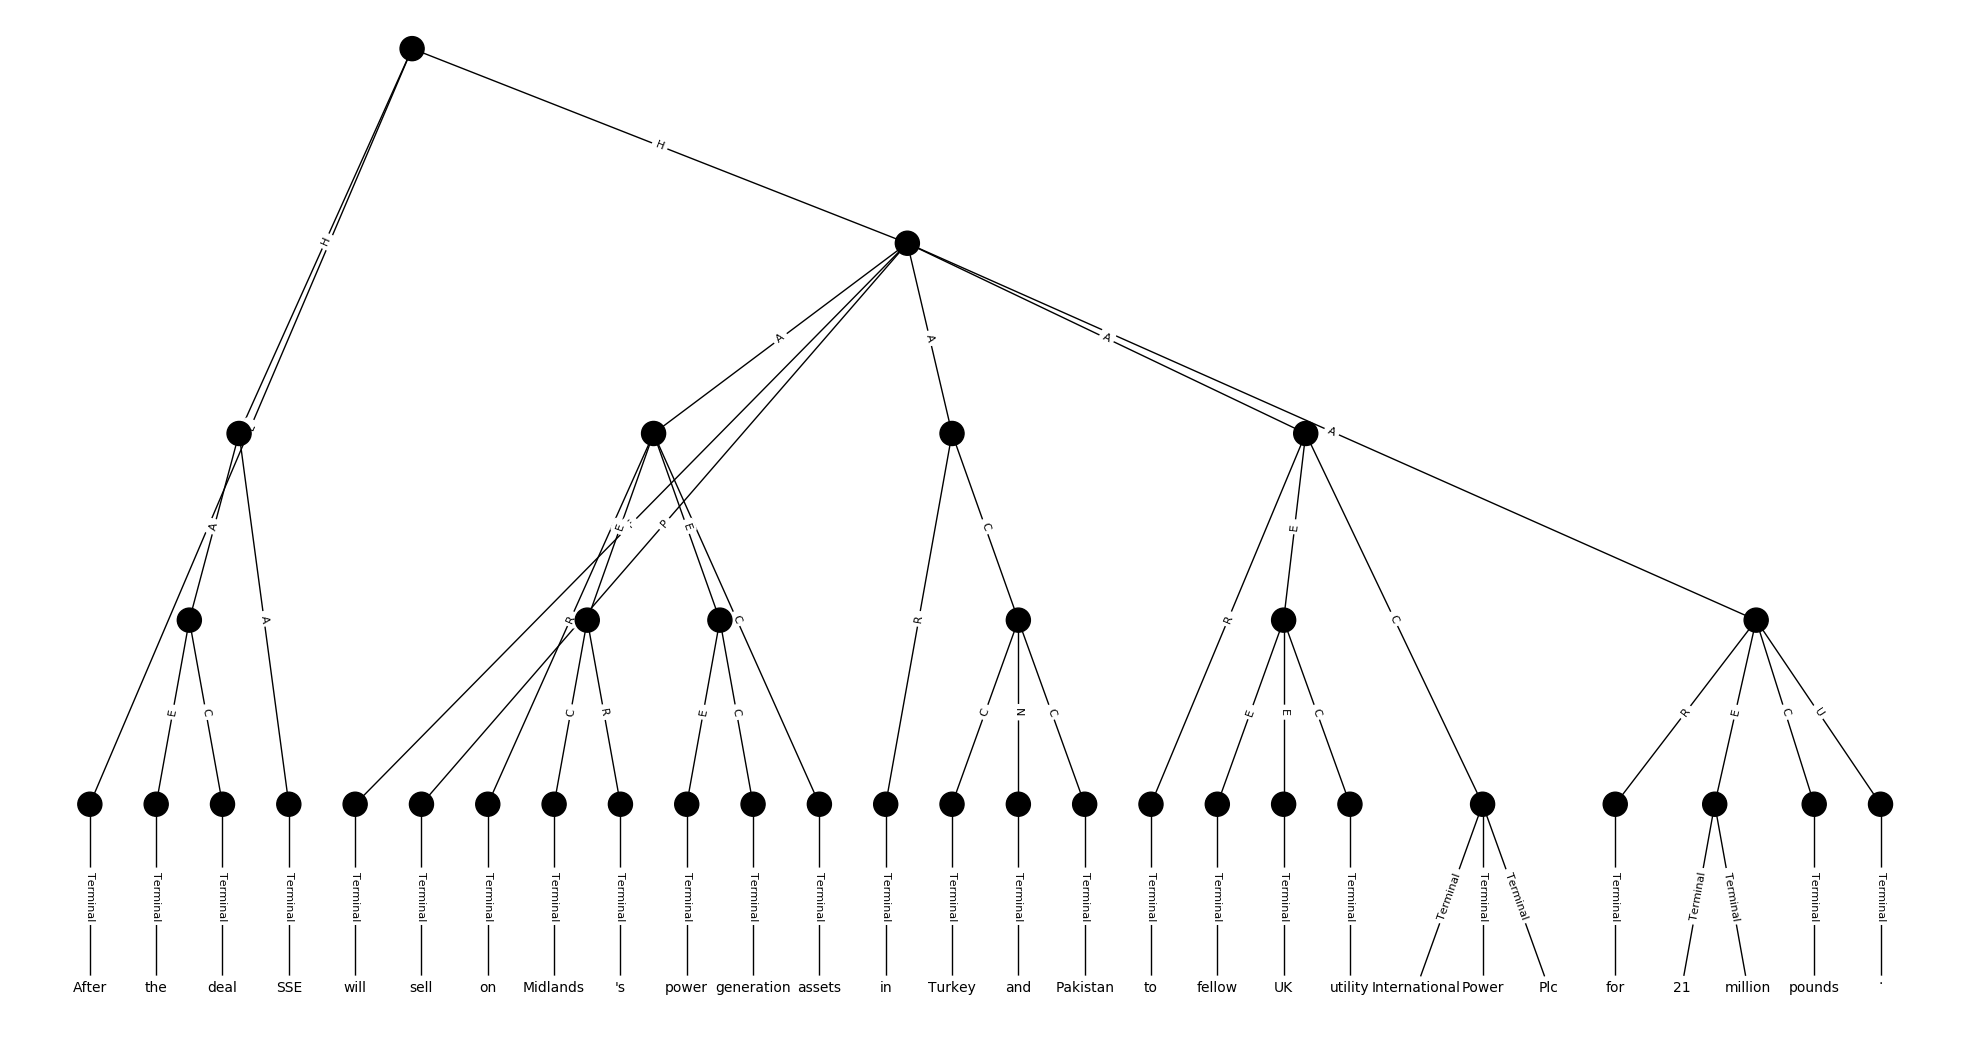 H
H
A
A
A
A
A
E
P
E
C
E
A
R
A
R
C
R
R
C
E
C
C
R
E
C
C
N
C
E
E
C
R
E
C
U
Terminal Terminal Terminal Terminal Terminal Terminal Terminal Terminal Terminal Terminal Terminal Terminal Terminal Terminal Terminal Terminal Terminal Terminal Terminal Terminal Terminal Terminal Terminal Terminal Terminal Terminal Terminal Terminal
After the deal SSE will sell on Midlands 's power generation assets in Turkey and Pakistan to fellow UK utility International Power Plc for 21 million pounds .